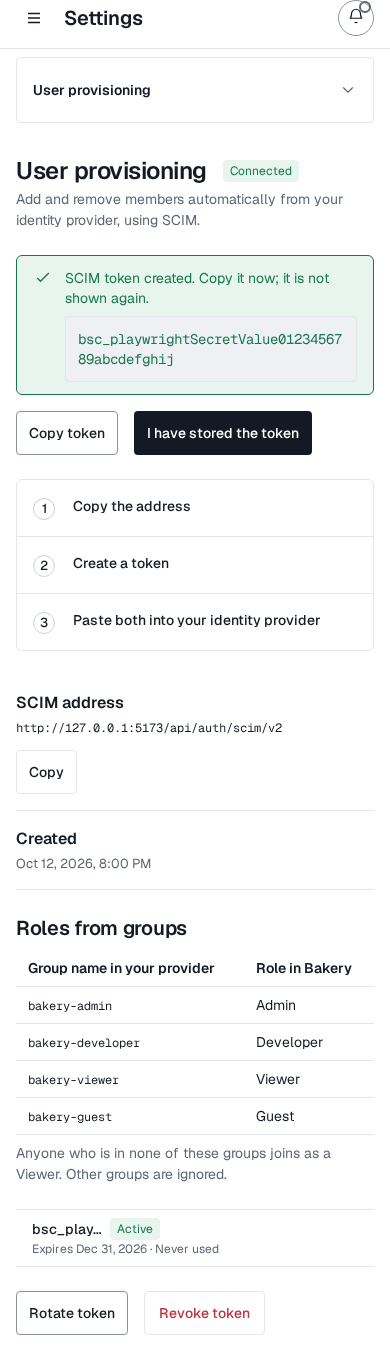 Settings
User provisioning
User provisioning
Connected
Add and remove members automatically from your
identity provider, using SCIM.
SCIM token created. Copy it now; it is not
shown again.
bsc_playwrightSecretValue01234567
89abcdefghij
Copy token
I have stored the token
1 Copy the address
2 Create a token
3 Paste both into your identity provider
SCIM address
http://127.0.0.1:5173/api/auth/scim/v2
Copy
Created
Oct 12, 2026, 8:00 PM
Roles from groups
Group name in your provider Role in Bakery
bakery-admin Admin
bakery-developer Developer
bakery-viewer Viewer
bakery-guest Guest
Anyone who is in none of these groups joins as a
Viewer. Other groups are ignored.
bsc_play… Active
Expires Dec 31, 2026 · Never used
Rotate token
Revoke token